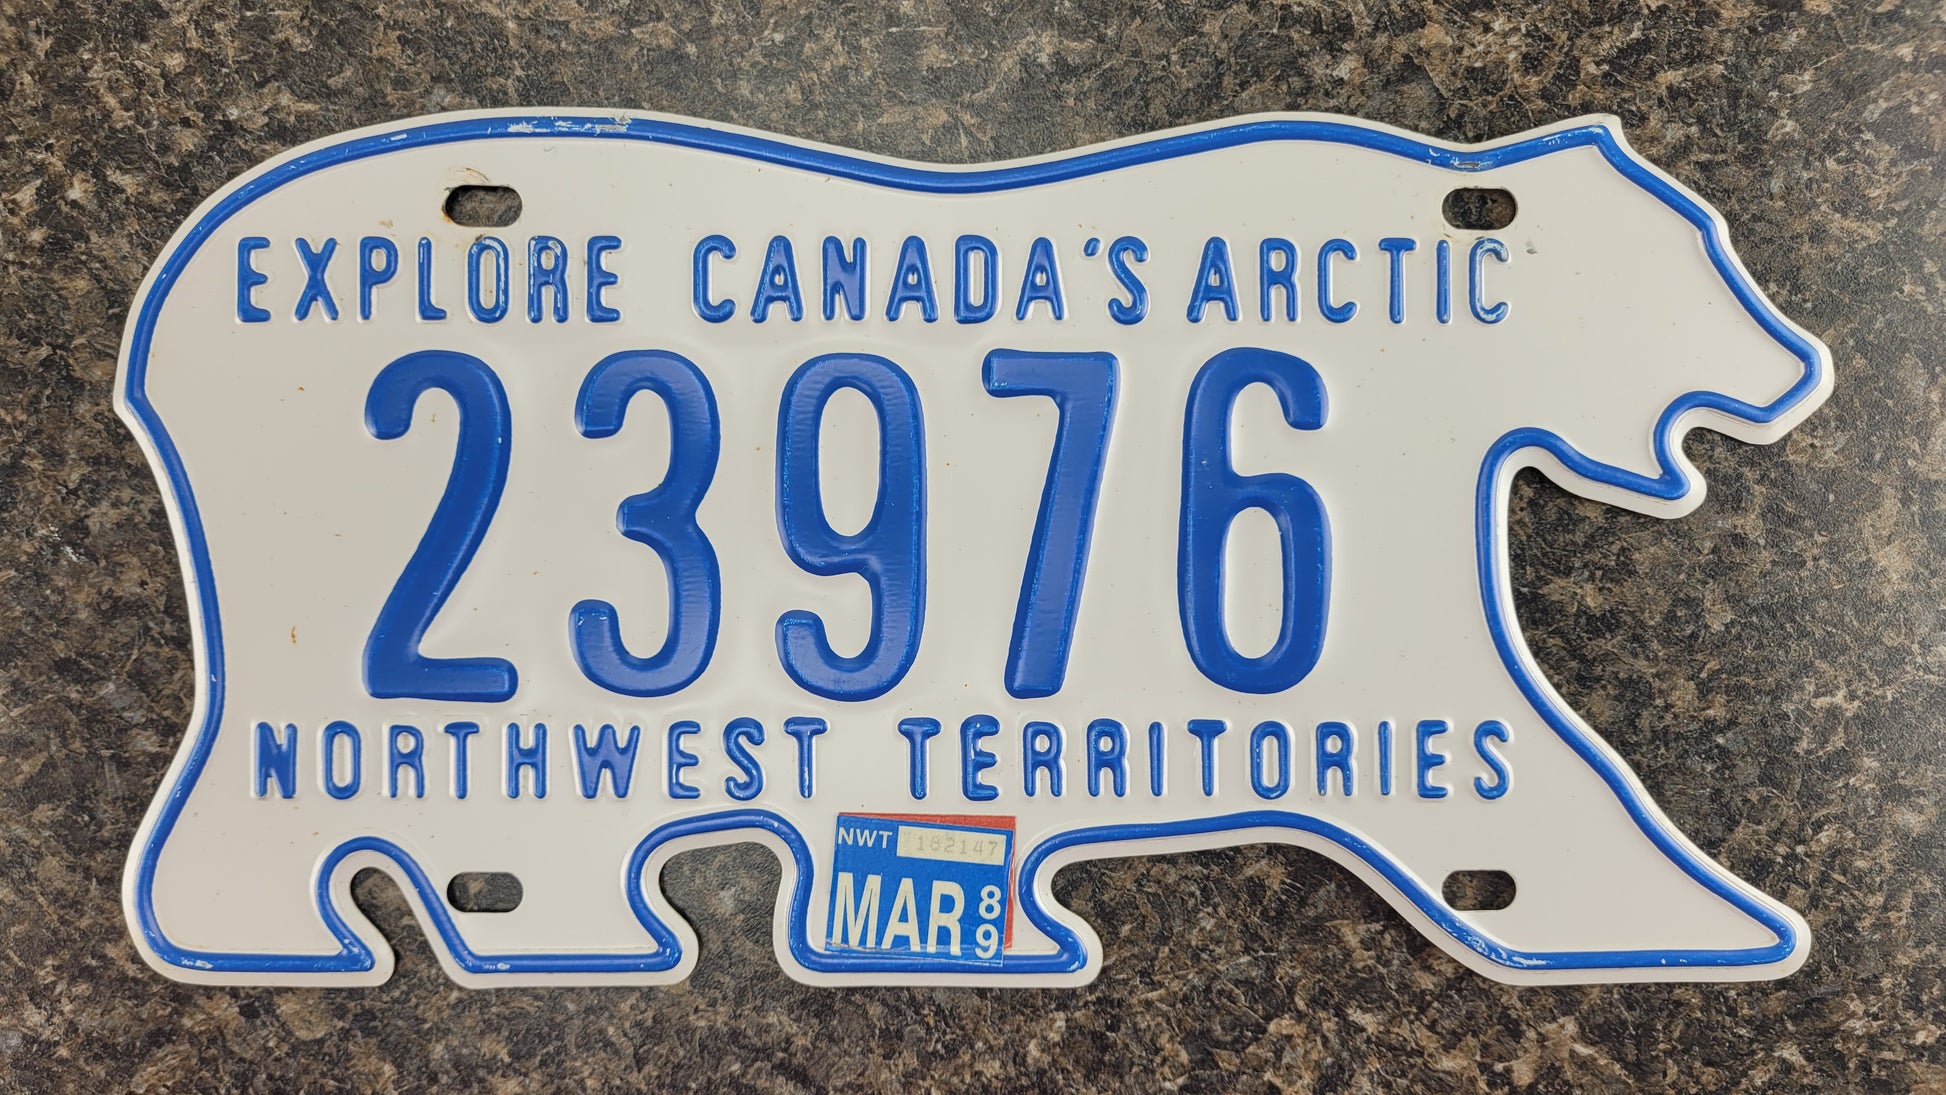 EXPLORE CANADA'S ARCTIC
23976
NORTHWEST TERRITORIES
NWT 182147
MAR 89